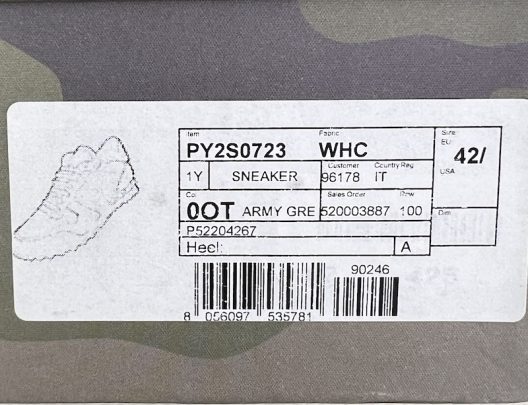 Item Fabric Size
PY2S0723 WHC EU 42/
Customer Country Reg
1Y SNEAKER 96178 IT USA
Co Sales Order Row
0OT ARMY GRE 520003887 100
P52204267 Dim
Heel: A
90246
8 056097 535781